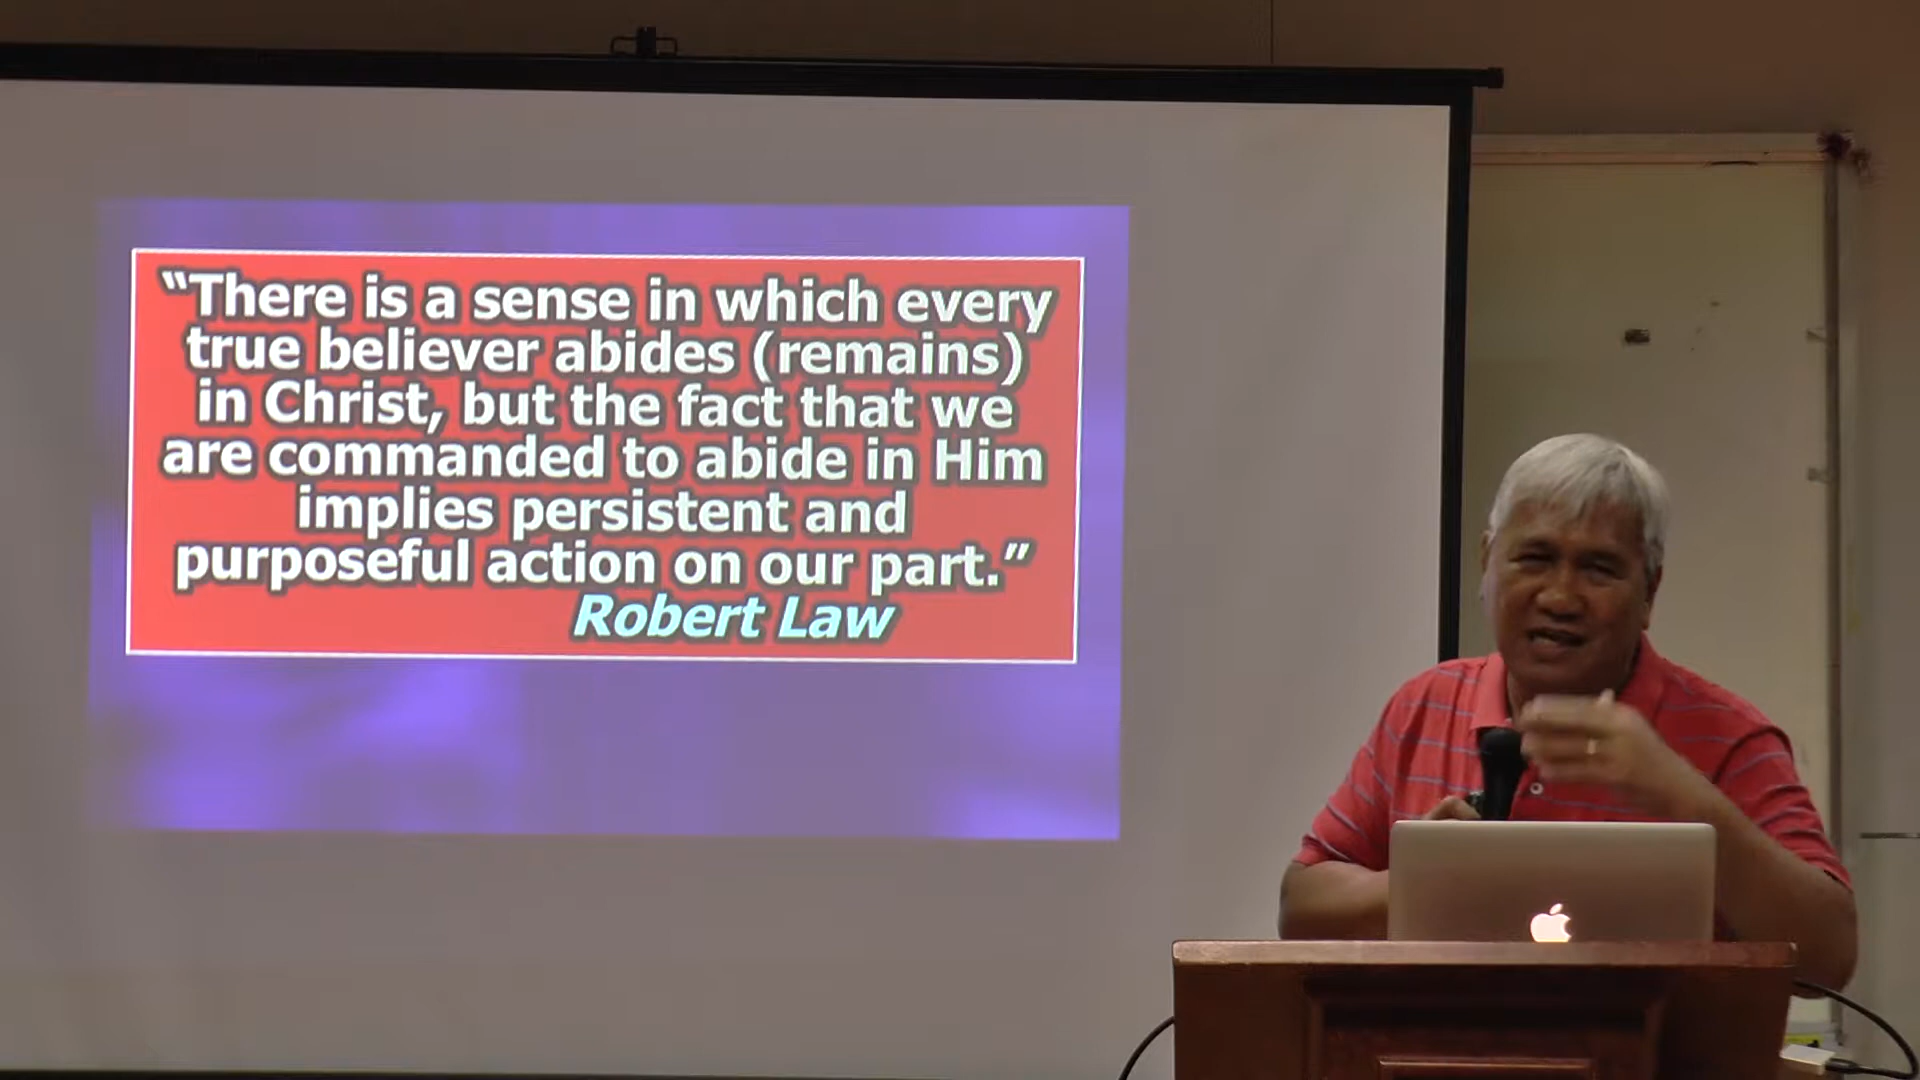 “There is a sense in which every
true believer abides (remains)
in Christ, but the fact that we
are commanded to abide in Him
implies persistent and
purposeful action on our part.”
Robert Law